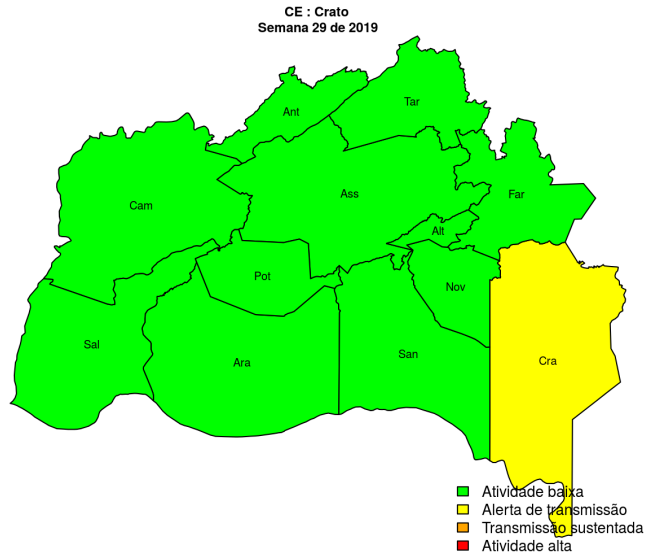 CE : Crato
Semana 29 de 2019
Tar
Ant
Ass
Far
Cam
Alt
Pot
Nov
Sal
San
Ara
Cra
Atividade baixa
Alerta de transmissão
Transmissão sustentada
Atividade alta